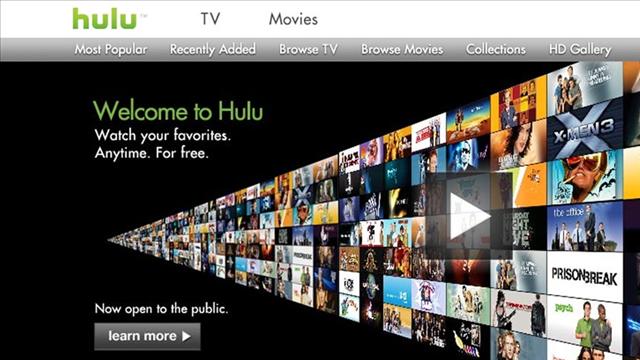 hulu™
TV Movies
Most Popular Recently Added Browse TV Browse Movies Collections HD Gallery
Welcome to Hulu
Watch your favorites.
Anytime. For free.
X-MEN 3
the office
PRISON BREAK
psych
Now open to the public.
learn more